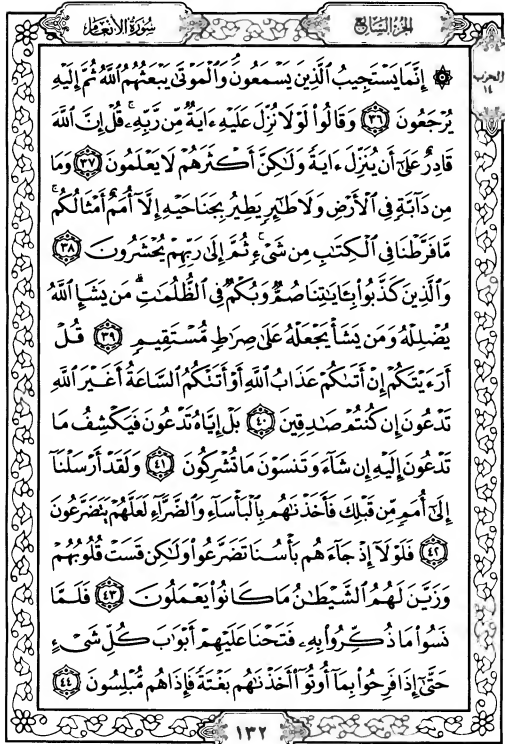 سُورَةُ الأَنْعَامِ الجُزْءُ السَّابِعُ
الحزب
١٤
۞ إِنَّمَا يَسْتَجِيبُ ٱلَّذِينَ يَسْمَعُونَۘ وَٱلْمَوْتَىٰ يَبْعَثُهُمُ ٱللَّهُ ثُمَّ إِلَيْهِ
يُرْجَعُونَ ٣٦ وَقَالُوا۟ لَوْلَا نُزِّلَ عَلَيْهِ ءَايَةٌ مِّن رَّبِّهِۦۚ قُلْ إِنَّ ٱللَّهَ
قَادِرٌ عَلَىٰٓ أَن يُنَزِّلَ ءَايَةً وَلَـٰكِنَّ أَكْثَرَهُمْ لَا يَعْلَمُونَ ٣٧ وَمَا
مِن دَآبَّةٍ فِى ٱلْأَرْضِ وَلَا طَـٰٓئِرٍ يَطِيرُ بِجَنَاحَيْهِ إِلَّآ أُمَمٌ أَمْثَالُكُمۚ
مَّا فَرَّطْنَا فِى ٱلْكِتَـٰبِ مِن شَىْءٍۚ ثُمَّ إِلَىٰ رَبِّهِمْ يُحْشَرُونَ ٣٨
وَٱلَّذِينَ كَذَّبُوا۟ بِـَٔايَـٰتِنَا صُمٌّ وَبُكْمٌ فِى ٱلظُّلُمَـٰتِۗ مَن يَشَإِ ٱللَّهُ
يُضْلِلْهُ وَمَن يَشَأْ يَجْعَلْهُ عَلَىٰ صِرَٰطٍ مُّسْتَقِيمٍ ٣٩ قُلْ
أَرَءَيْتَكُمْ إِنْ أَتَىٰكُمْ عَذَابُ ٱللَّهِ أَوْ أَتَتْكُمُ ٱلسَّاعَةُ أَغَيْرَ ٱللَّهِ
تَدْعُونَ إِن كُنتُمْ صَـٰدِقِينَ ٤٠ بَلْ إِيَّاهُ تَدْعُونَ فَيَكْشِفُ مَا
تَدْعُونَ إِلَيْهِ إِن شَآءَ وَتَنسَوْنَ مَا تُشْرِكُونَ ٤١ وَلَقَدْ أَرْسَلْنَآ
إِلَىٰٓ أُمَمٍ مِّن قَبْلِكَ فَأَخَذْنَـٰهُم بِٱلْبَأْسَآءِ وَٱلضَّرَّآءِ لَعَلَّهُمْ يَتَضَرَّعُونَ
٤٢ فَلَوْلَآ إِذْ جَآءَهُم بَأْسُنَا تَضَرَّعُوا۟ وَلَـٰكِن قَسَتْ قُلُوبُهُمْ
وَزَيَّنَ لَهُمُ ٱلشَّيْطَـٰنُ مَا كَانُوا۟ يَعْمَلُونَ ٤٣ فَلَمَّا
نَسُوا۟ مَا ذُكِّرُوا۟ بِهِۦ فَتَحْنَا عَلَيْهِمْ أَبْوَٰبَ كُلِّ شَىْءٍ
حَتَّىٰٓ إِذَا فَرِحُوا۟ بِمَآ أُوتُوٓا۟ أَخَذْنَـٰهُم بَغْتَةً فَإِذَا هُم مُّبْلِسُونَ ٤٤
١٣٢